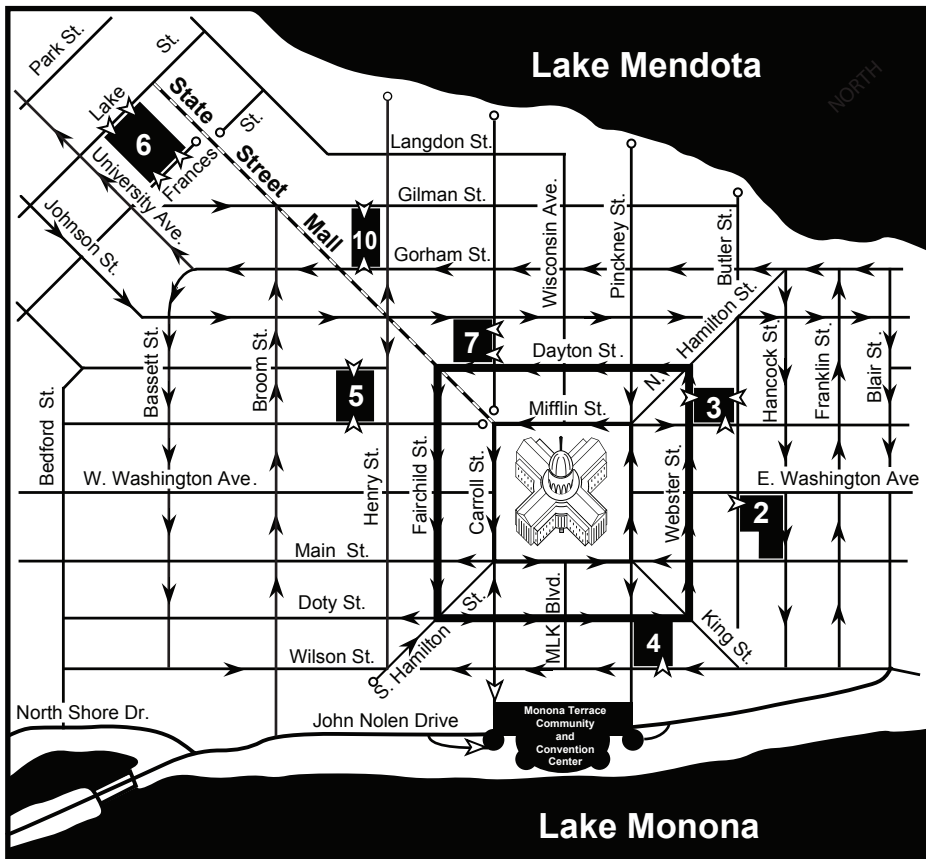 Lake Mendota
NORTH
Park St.
St.
Lake
State
Street
Mall
St.
6
Frances
University Ave.
Johnson St.
Langdon St.
Gilman St.
10
Gorham St.
Wisconsin Ave.
Pinckney St.
Butler St.
N. Hamilton St.
7
Dayton St.
5
Mifflin St.
3
Bedford St.
Bassett St.
Broom St.
Henry St.
Fairchild St.
Carroll St.
Webster St.
Hancock St.
Franklin St.
Blair St.
W. Washington Ave.
E. Washington Ave
2
Main St.
Doty St.
S. Hamilton St.
MLK Blvd.
King St.
4
Wilson St.
North Shore Dr.
John Nolen Drive
Monona Terrace
Community
and
Convention
Center
Lake Monona